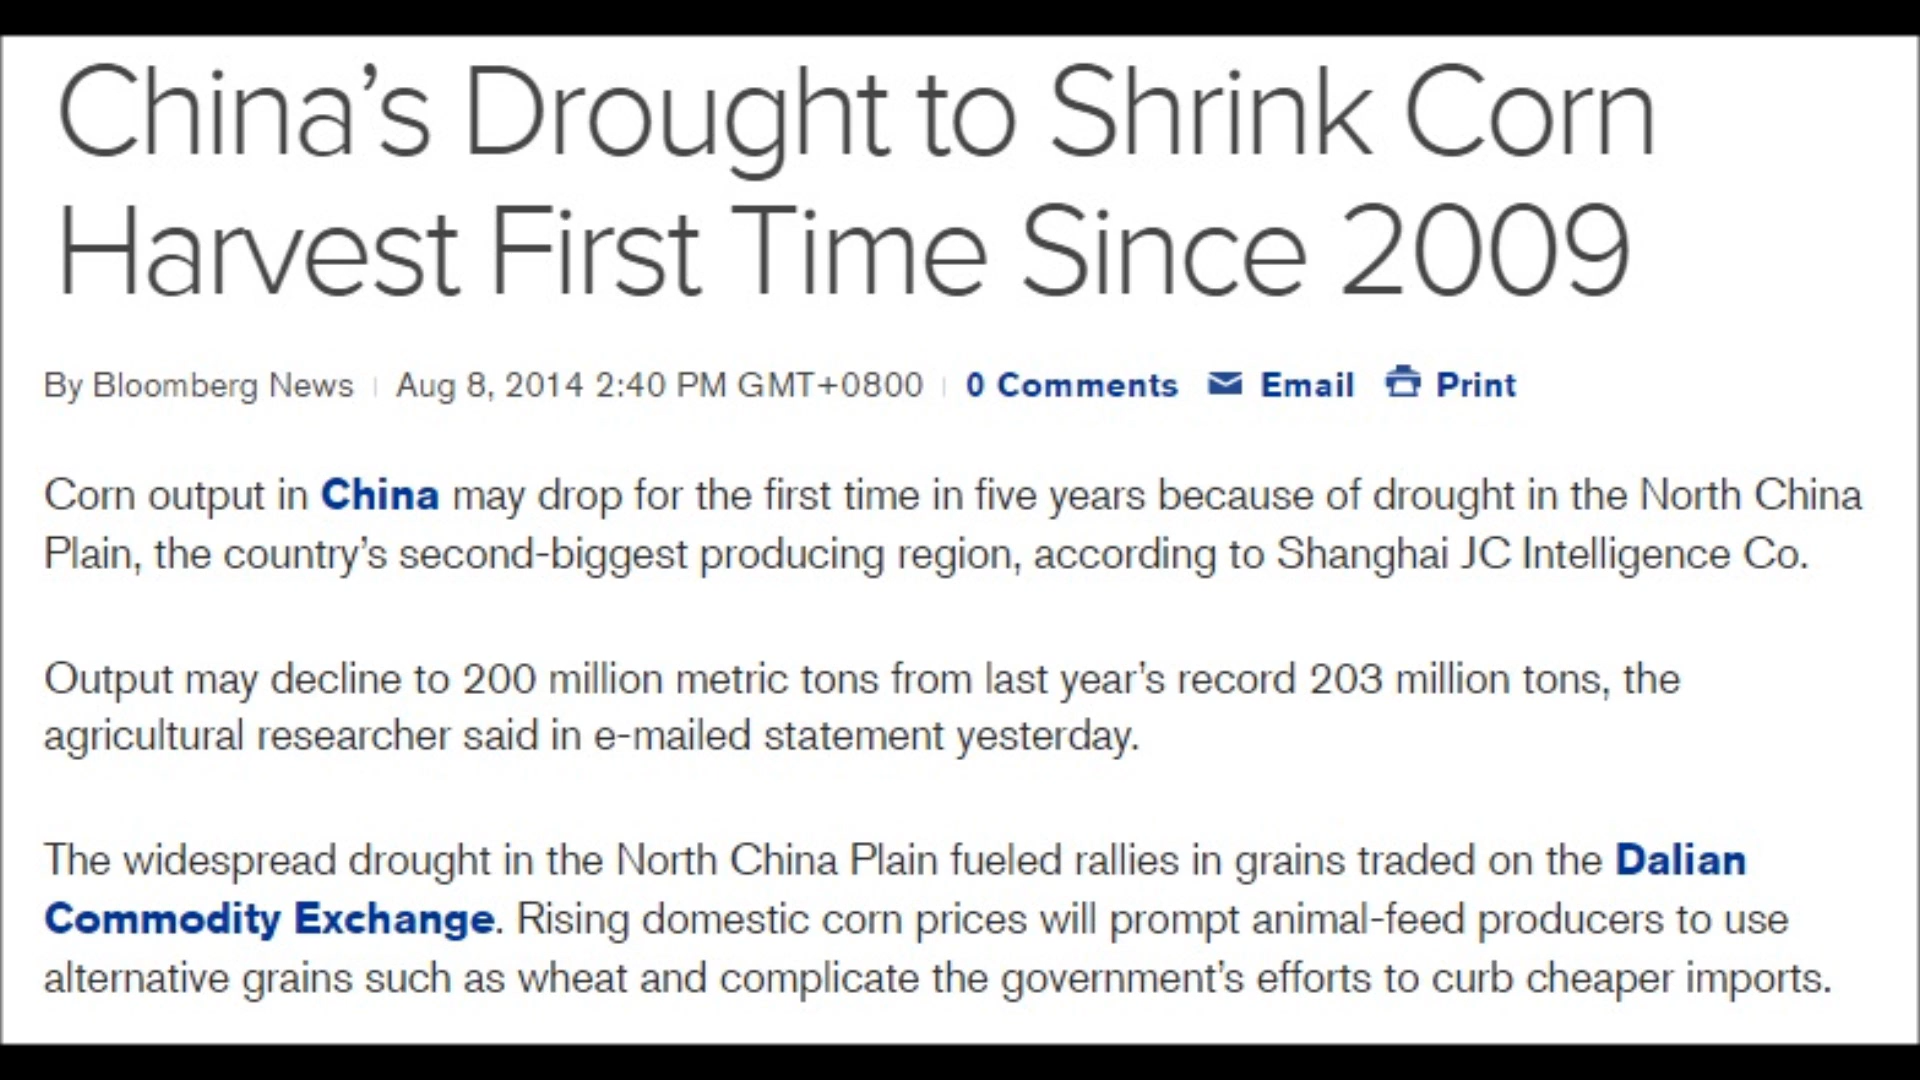 China’s Drought to Shrink Corn
Harvest First Time Since 2009
By Bloomberg News | Aug 8, 2014 2:40 PM GMT+0800 | 0 Comments Email Print
Corn output in China may drop for the first time in five years because of drought in the North China
Plain, the country’s second-biggest producing region, according to Shanghai JC Intelligence Co.
Output may decline to 200 million metric tons from last year’s record 203 million tons, the
agricultural researcher said in e-mailed statement yesterday.
The widespread drought in the North China Plain fueled rallies in grains traded on the Dalian
Commodity Exchange. Rising domestic corn prices will prompt animal-feed producers to use
alternative grains such as wheat and complicate the government’s efforts to curb cheaper imports.